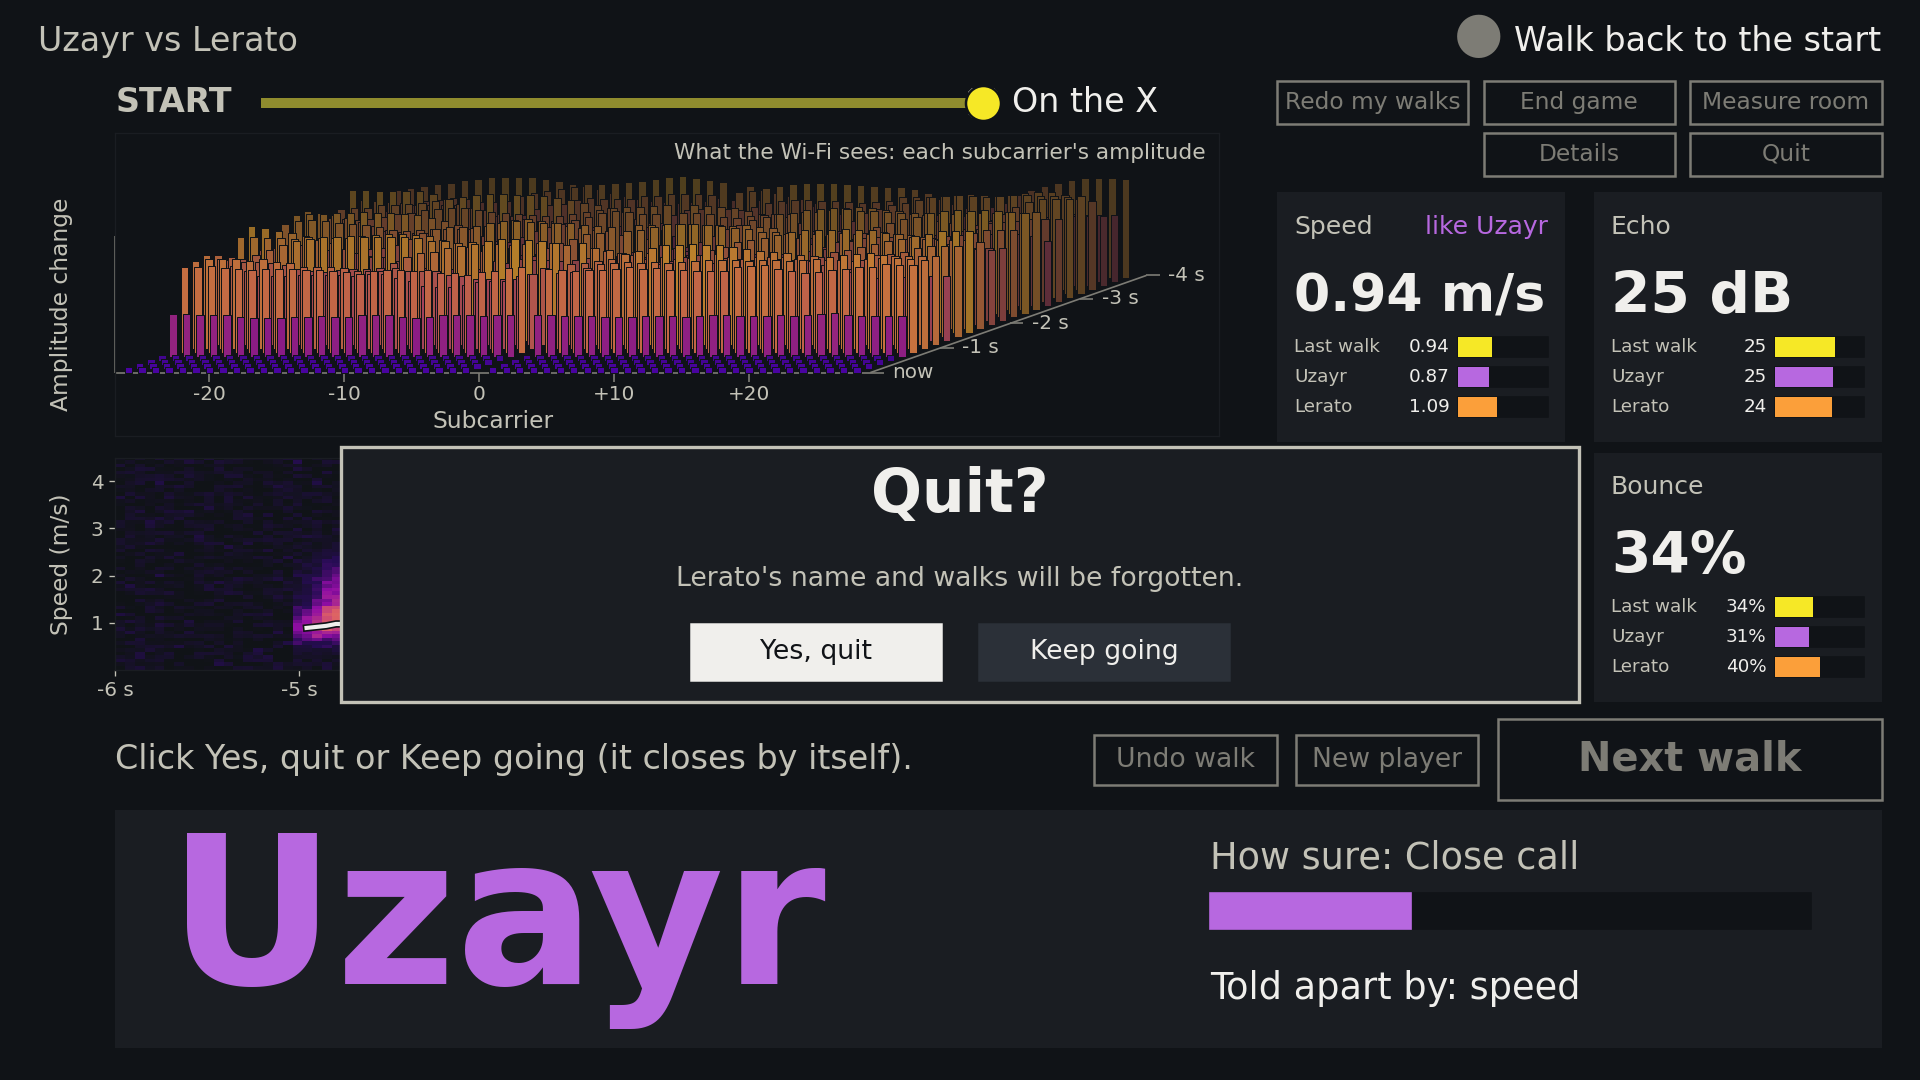 Uzayr vs Lerato
Walk back to the start
START
On the X
Redo my walks
End game
Measure room
Details
Quit
What the Wi-Fi sees: each subcarrier's amplitude
Amplitude change
-4 s
-3 s
-2 s
-1 s
now
-20
-10
0
+10
+20
Subcarrier
Speed
like Uzayr
0.94 m/s
Last walk 0.94
Uzayr 0.87
Lerato 1.09
Echo
25 dB
Last walk 25
Uzayr 25
Lerato 24
Speed (m/s)
4
3
2
1
-6 s
-5 s
Quit?
Lerato's name and walks will be forgotten.
Yes, quit
Keep going
Bounce
34%
Last walk 34%
Uzayr 31%
Lerato 40%
Click Yes, quit or Keep going (it closes by itself).
Undo walk
New player
Next walk
Uzayr
How sure: Close call
Told apart by: speed